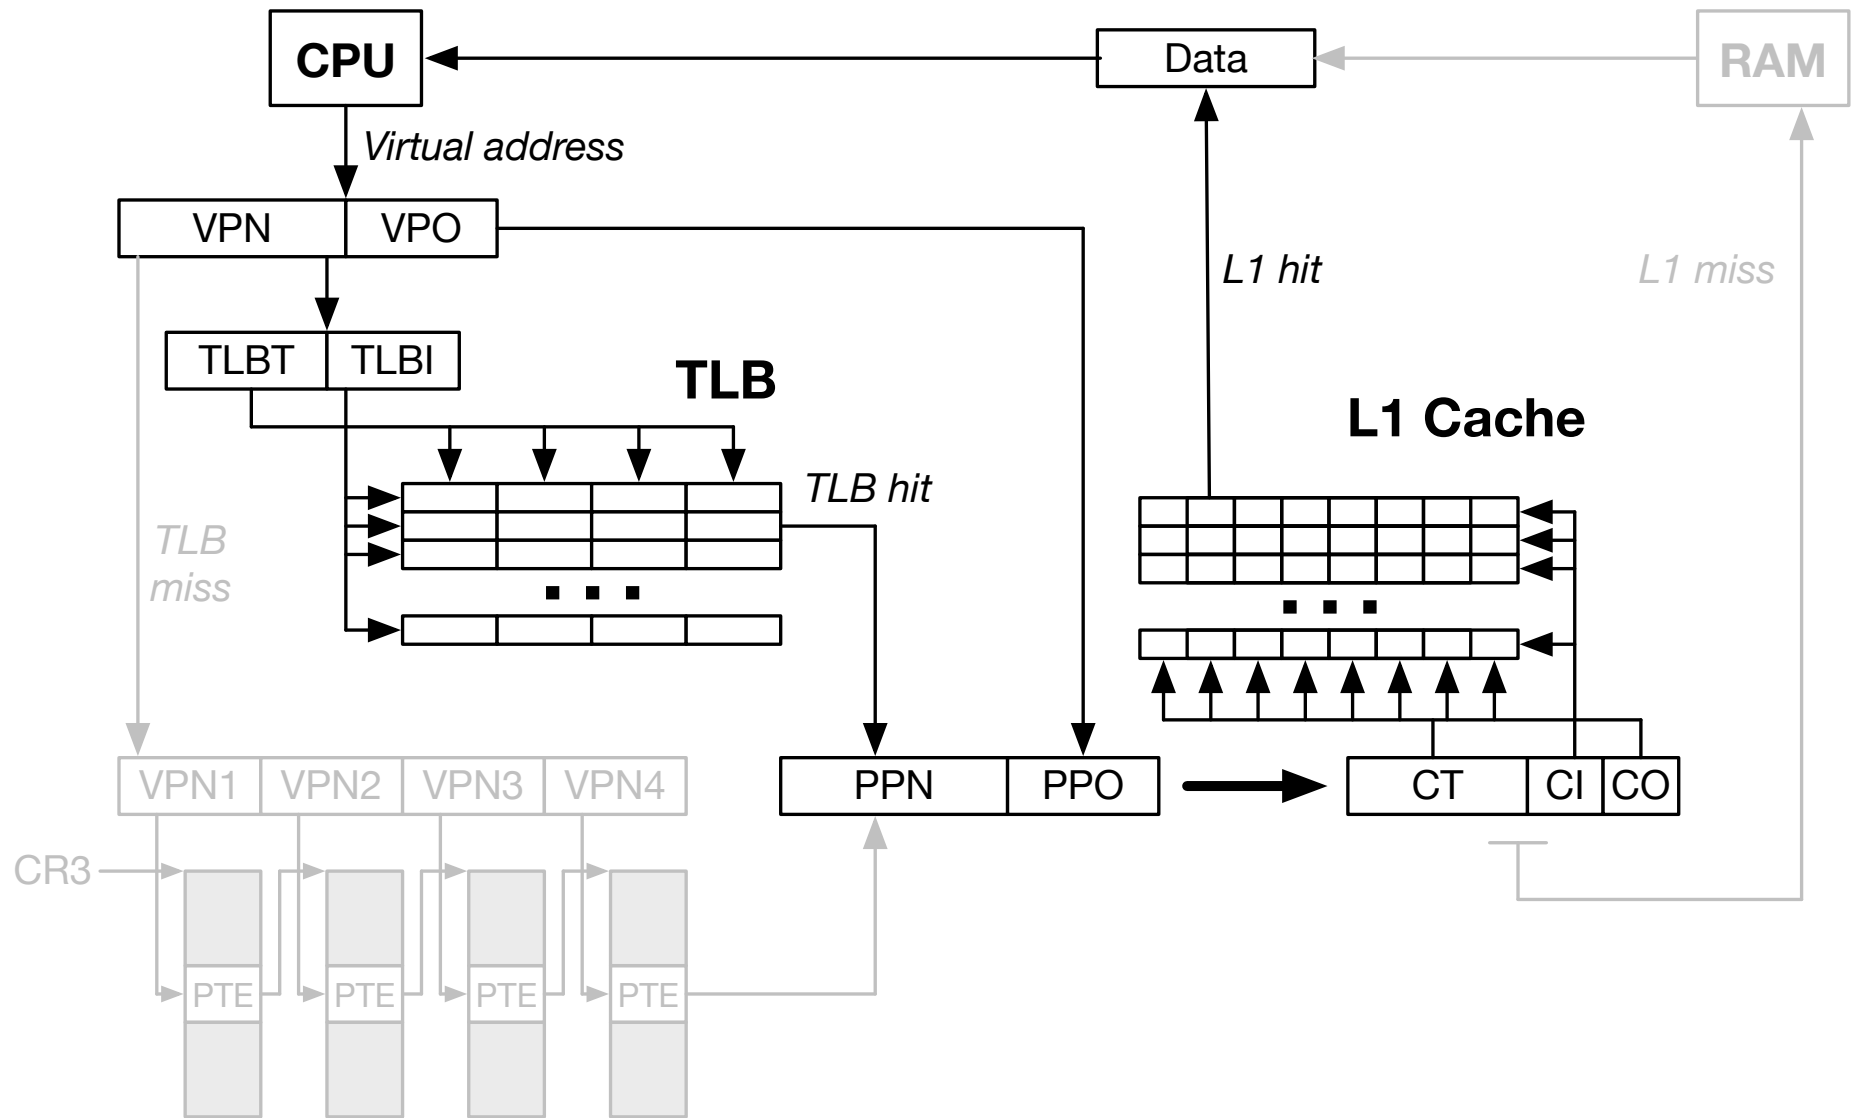 CPU
Data
RAM
Virtual address
VPN VPO
L1 hit
L1 miss
TLBT TLBI
TLB
L1 Cache
TLB hit
TLB
miss
VPN1 VPN2 VPN3 VPN4
PPN PPO
CT CI CO
CR3
PTE PTE PTE PTE